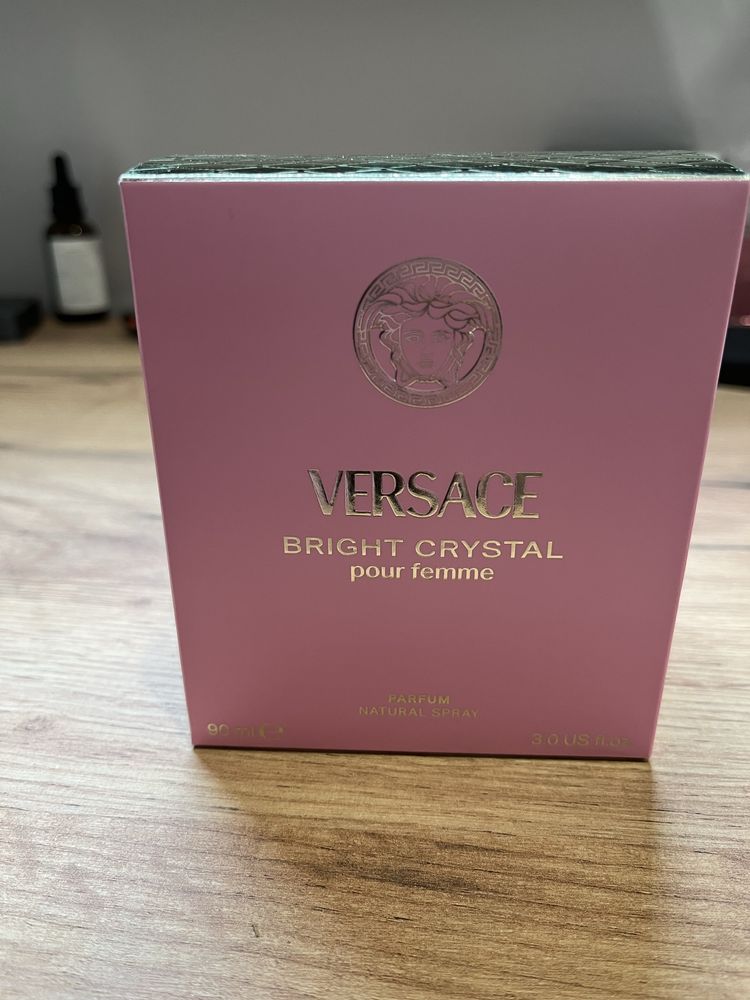 VERSACE
BRIGHT CRYSTAL
pour femme
PARFUM
NATURAL SPRAY
90 ml ℮
3.0 US fl.oz